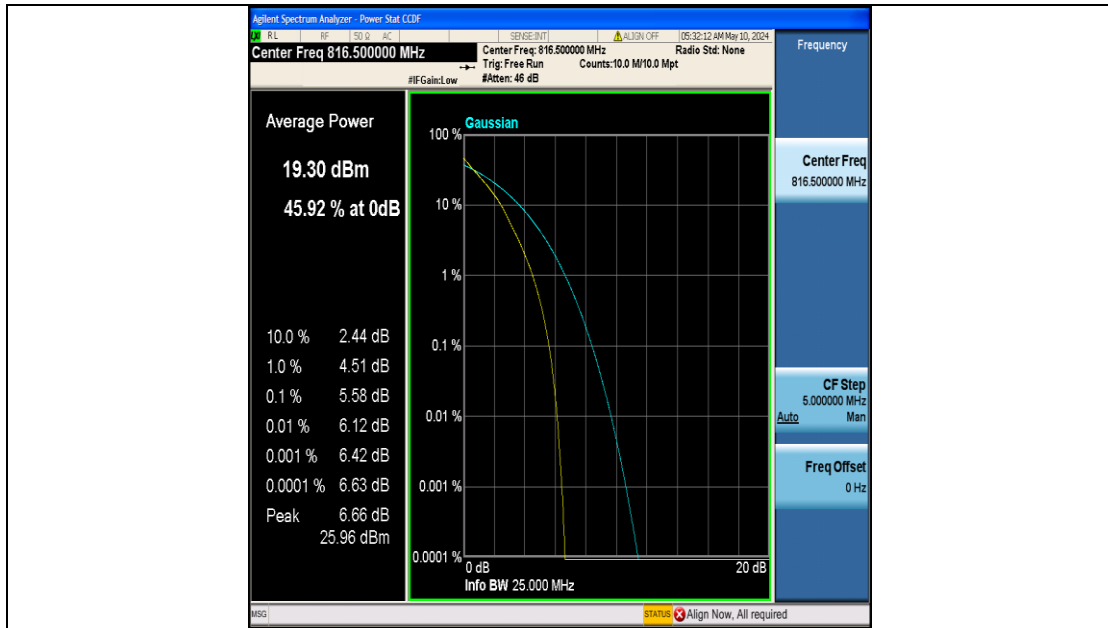 Agilent Spectrum Analyzer - Power Stat CCDF
RL RF 50 Ω AC SENSE:INT ALIGN OFF 05:32:12 AM May 10, 2024
Center Freq 816.500000 MHz
Center Freq: 816.500000 MHz Radio Std: None
Trig: Free Run Counts:10.0 M/10.0 Mpt
#IFGain:Low #Atten: 46 dB
Average Power
19.30 dBm
45.92 % at 0dB
10.0 % 2.44 dB
1.0 % 4.51 dB
0.1 % 5.58 dB
0.01 % 6.12 dB
0.001 % 6.42 dB
0.0001 % 6.63 dB
Peak 6.66 dB
25.96 dBm
Gaussian
100 %
10 %
1 %
0.1 %
0.01 %
0.001 %
0.0001 %
0 dB 20 dB
Info BW 25.000 MHz
Frequency
Center Freq
816.500000 MHz
CF Step
5.000000 MHz
Auto Man
Freq Offset
0 Hz
MSG STATUS Align Now, All required